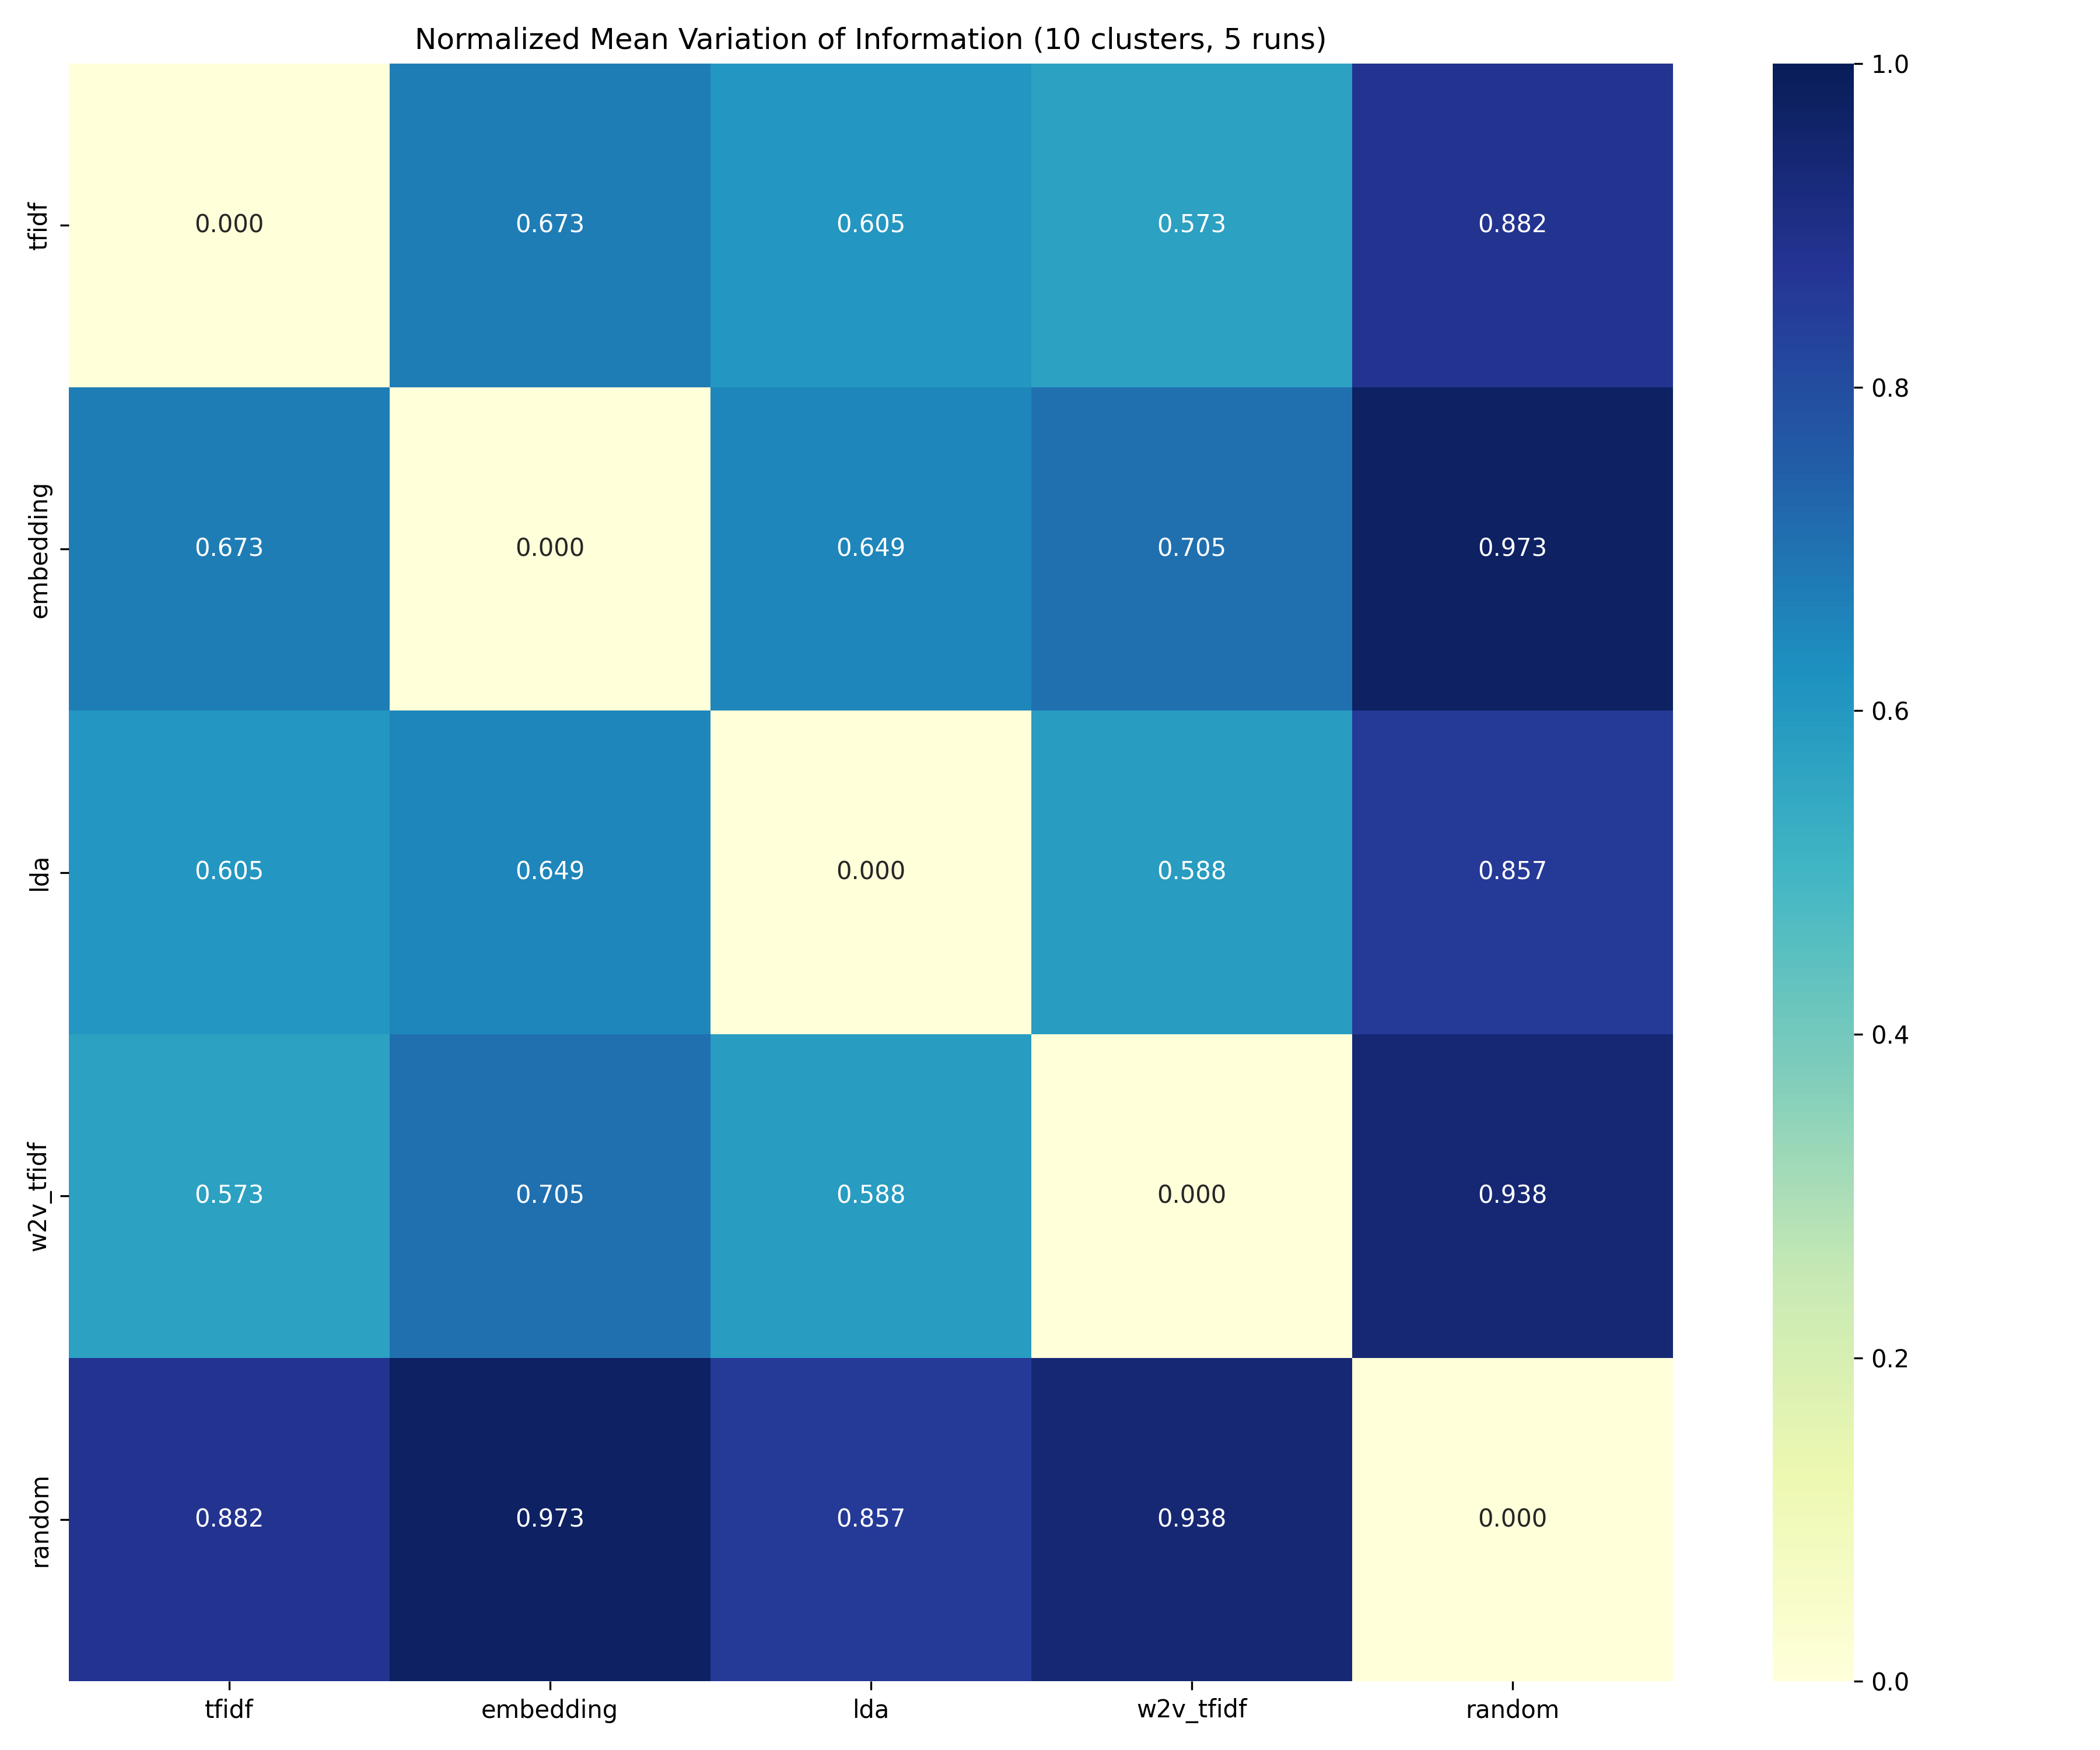 Normalized Mean Variation of Information (10 clusters, 5 runs)
tfidf 0.000 0.673 0.605 0.573 0.882
embedding 0.673 0.000 0.649 0.705 0.973
lda 0.605 0.649 0.000 0.588 0.857
w2v_tfidf 0.573 0.705 0.588 0.000 0.938
random 0.882 0.973 0.857 0.938 0.000
tfidf embedding lda w2v_tfidf random
1.0
0.8
0.6
0.4
0.2
0.0